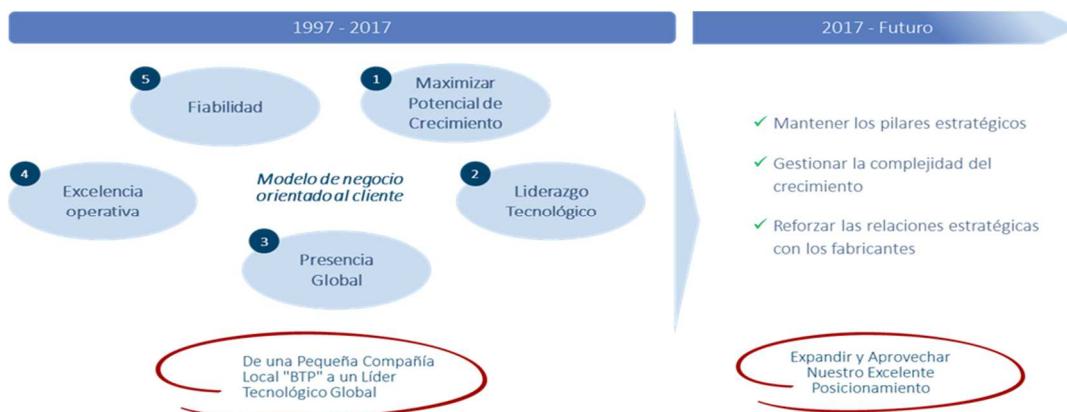 1997 - 2017
2017 - Futuro
5
Fiabilidad
1
Maximizar
Potencial de
Crecimiento
4
Excelencia
operativa
Modelo de negocio
orientado al cliente
2
Liderazgo
Tecnológico
3
Presencia
Global
✓ Mantener los pilares estratégicos
✓ Gestionar la complejidad del
crecimiento
✓ Reforzar las relaciones estratégicas
con los fabricantes
De una Pequeña Compañía
Local "BTP" a un Líder
Tecnológico Global
Expandir y Aprovechar
Nuestro Excelente
Posicionamiento